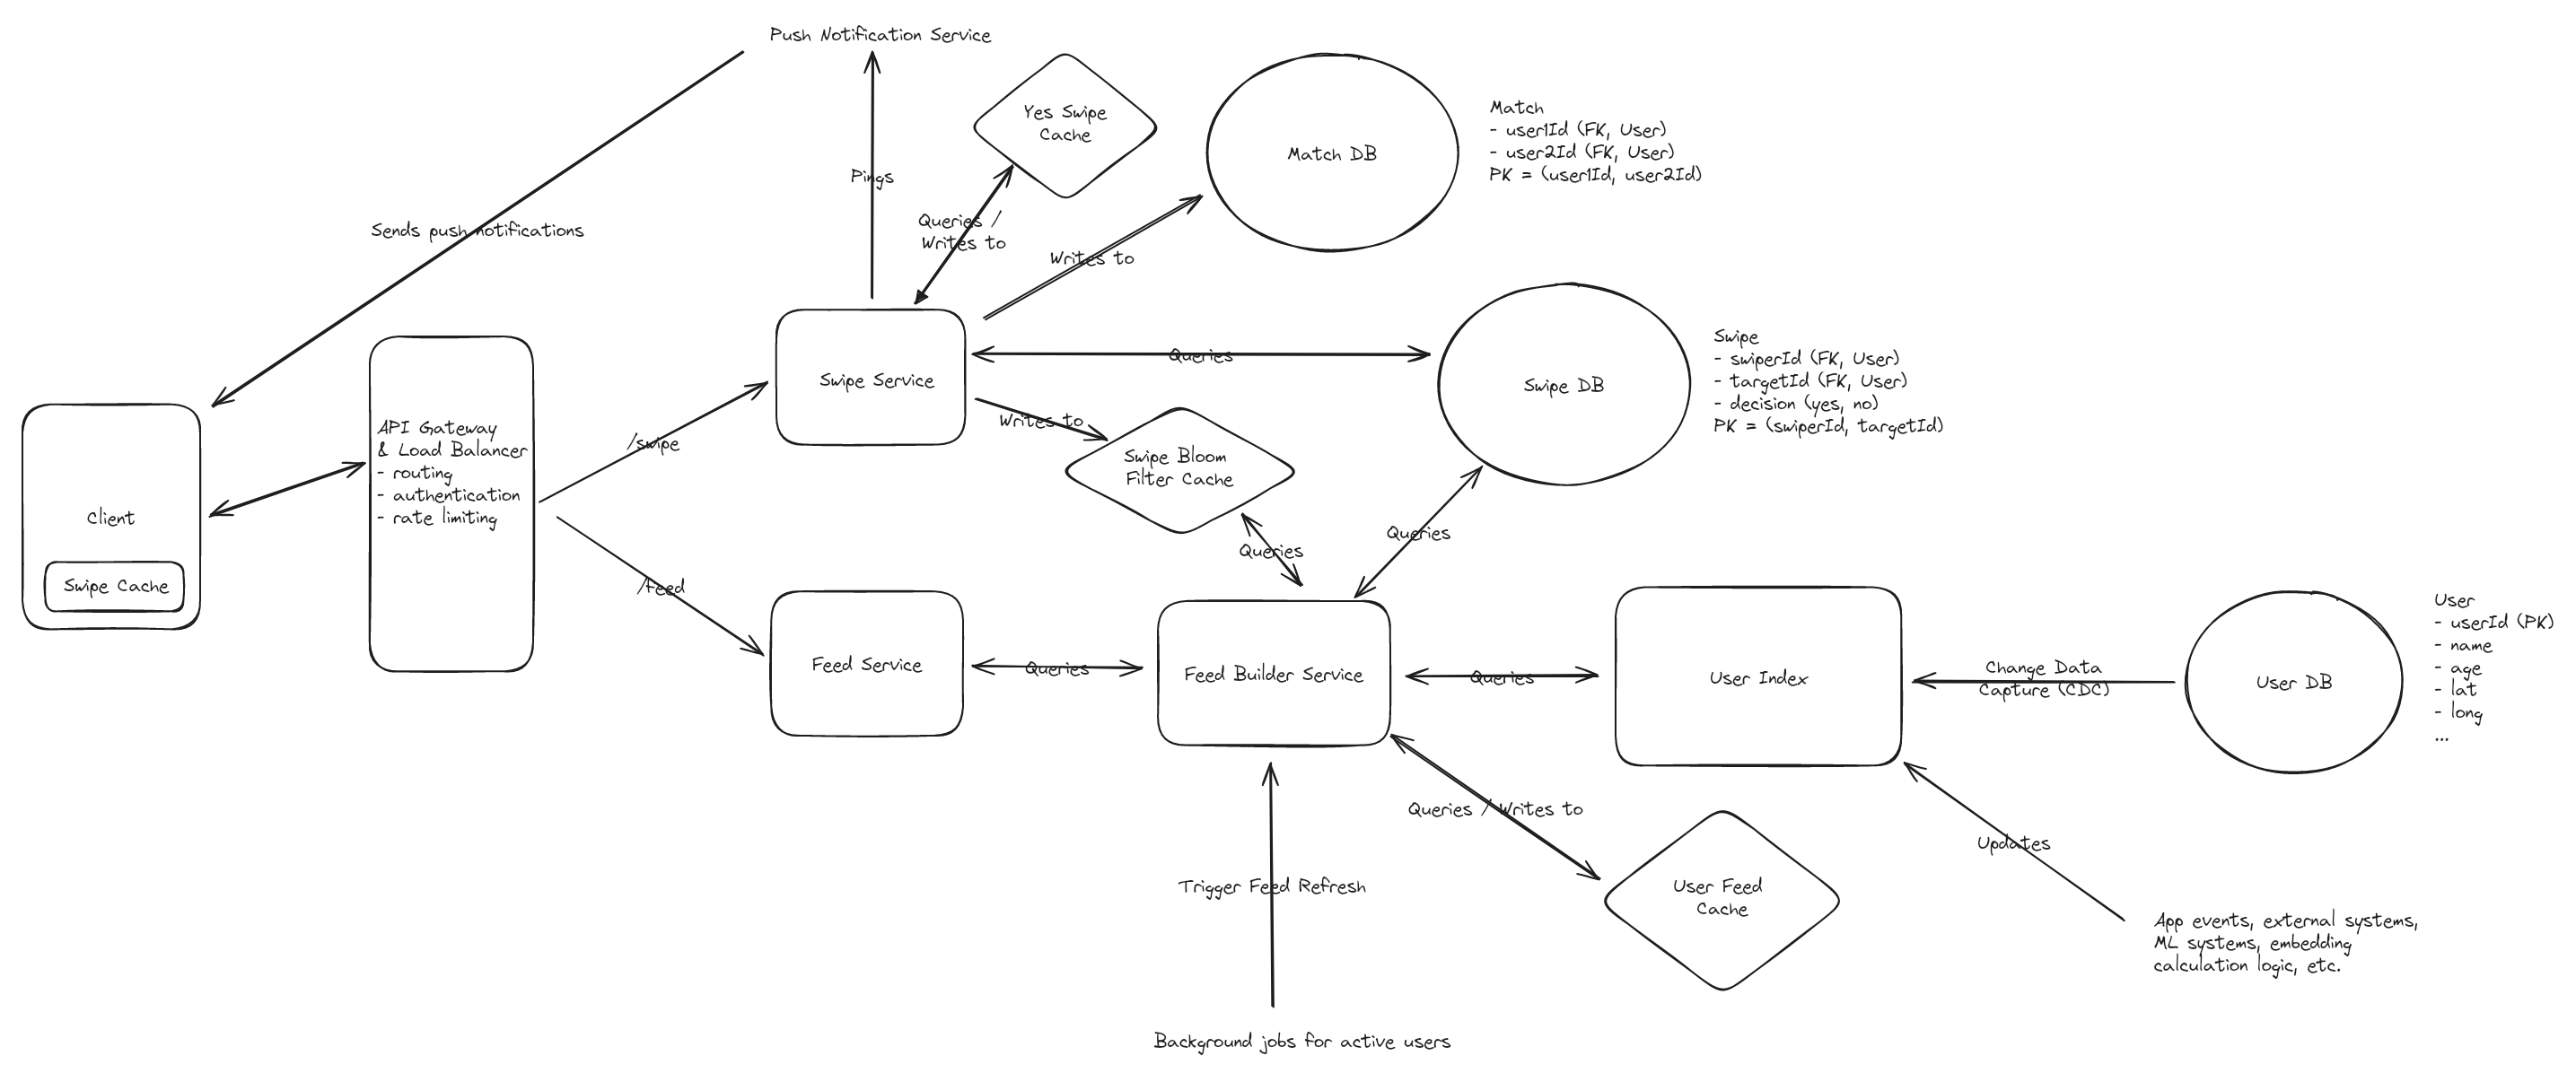 Push Notification Service
Yes Swipe
Cache
Match DB
Match
- user1Id (FK, User)
- user2Id (FK, User)
PK = (user1Id, user2Id)
Pings
Sends push notifications
Queries /
Writes to
Writes to
Swipe Service
Queries
Swipe DB
Swipe
- swiperId (FK, User)
- targetId (FK, User)
- decision (yes, no)
PK = (swiperId, targetId)
API Gateway
& Load Balancer
- routing
- authentication
- rate limiting
/swipe
Writes to
Swipe Bloom
Filter Cache
Client
Swipe Cache
Queries
Queries
/feed
Feed Service
Queries
Feed Builder Service
Queries
User Index
Change Data
Capture (CDC)
User DB
User
- userId (PK)
- name
- age
- lat
- long
...
Queries / Writes to
Updates
Trigger Feed Refresh
User Feed
Cache
App events, external systems,
ML systems, embedding
calculation logic, etc.
Background jobs for active users